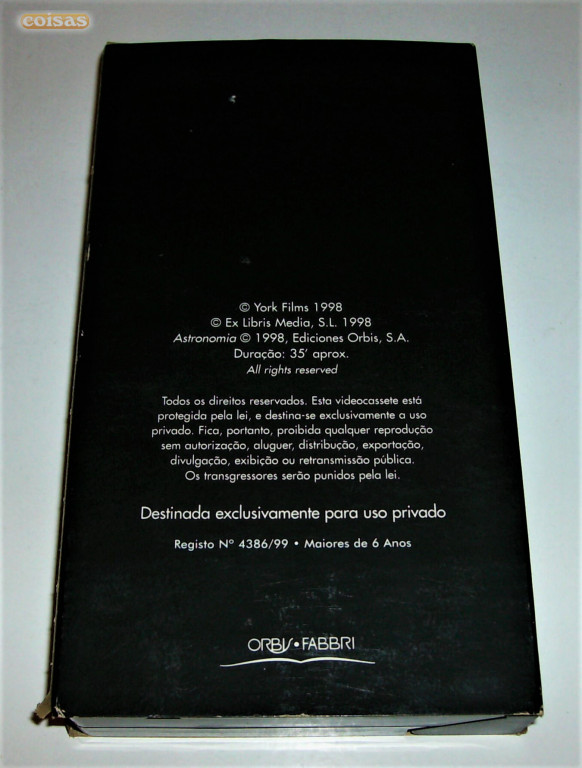 coisas
© York Films 1998
© Ex Libris Media, S.L. 1998
Astronomia © 1998, Ediciones Orbis, S.A.
Duração: 35' aprox.
All rights reserved
Todos os direitos reservados. Esta videocassete está
protegida pela lei, e destina-se exclusivamente a uso
privado. Fica, portanto, proibida qualquer reprodução
sem autorização, aluguer, distribução, exportação,
divulgação, exibição ou retransmissão pública.
Os transgressores serão punidos pela lei.
Destinada exclusivamente para uso privado
Registo Nº 4386/99 • Maiores de 6 Anos
ORBIS•FABBRI